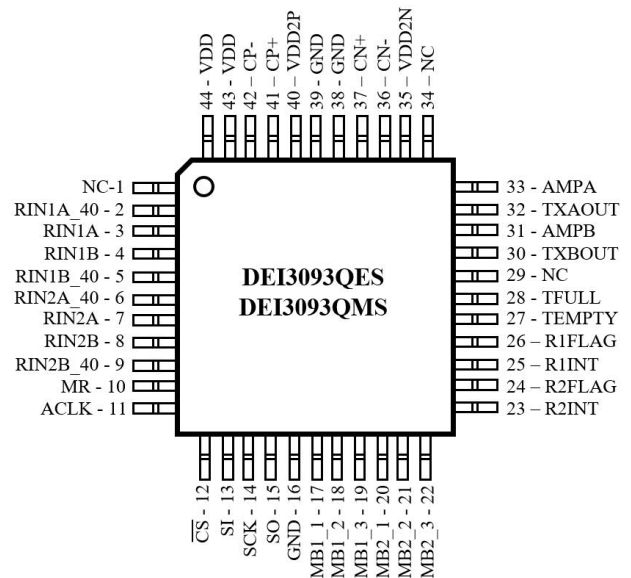 44 - VDD
43 - VDD
42 – CP-
41 – CP+
40 – VDD2P
39 – GND
38 – GND
37 – CN+
36 – CN-
35 – VDD2N
34 – NC
NC-1
RIN1A_40 - 2
RIN1A - 3
RIN1B - 4
RIN1B_40 - 5
RIN2A_40 - 6
RIN2A - 7
RIN2B - 8
RIN2B_40 - 9
MR - 10
ACLK - 11
DEI3093QES
DEI3093QMS
33 - AMPA
32 - TXAOUT
31 - AMPB
30 - TXBOUT
29 - NC
28 - TFULL
27 - TEMPTY
26 – R1FLAG
25 – R1INT
24 – R2FLAG
23 – R2INT
C̅S̅ - 12
SI - 13
SCK - 14
SO - 15
GND - 16
MB1_1 - 17
MB1_2 - 18
MB1_3 - 19
MB2_1 - 20
MB2_2 - 21
MB2_3 - 22